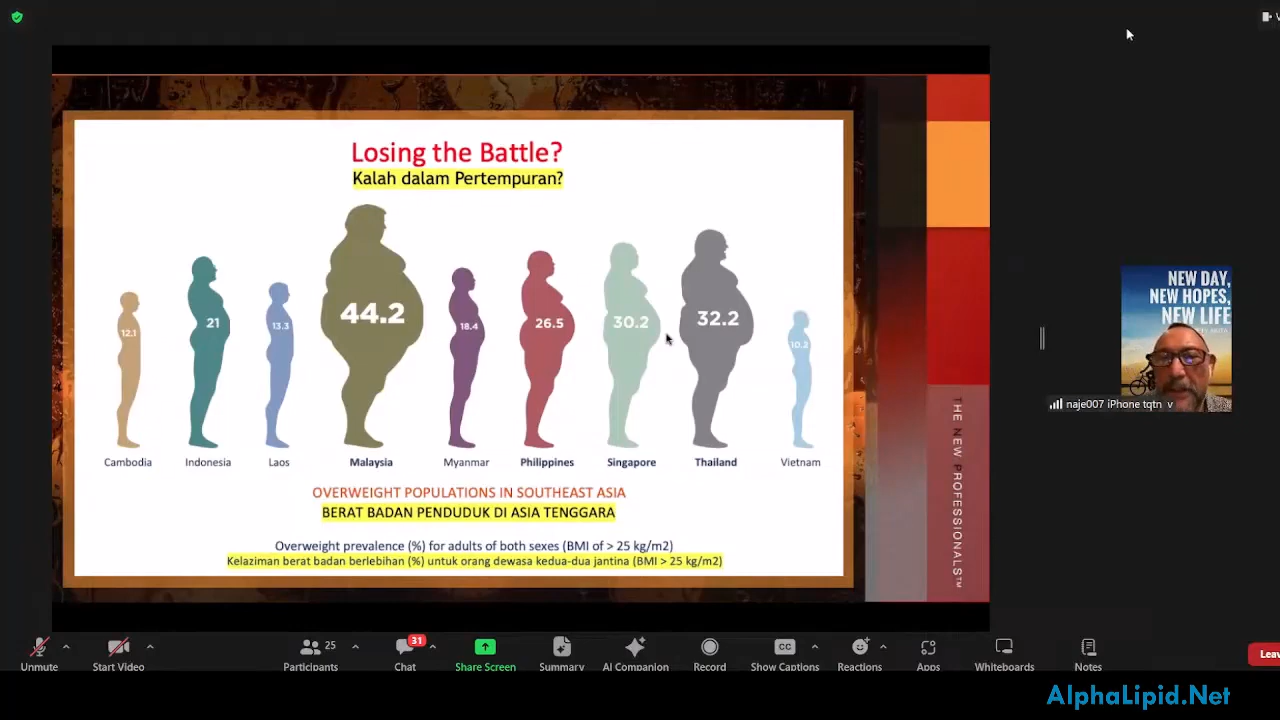 Losing the Battle?
Kalah dalam Pertempuran?
12.1
21
13.3
44.2
18.4
26.5
30.2
32.2
10.2
Cambodia
Indonesia
Laos
Malaysia
Myanmar
Philippines
Singapore
Thailand
Vietnam
OVERWEIGHT POPULATIONS IN SOUTHEAST ASIA
BERAT BADAN PENDUDUK DI ASIA TENGGARA
Overweight prevalence (%) for adults of both sexes (BMI of > 25 kg/m2)
Kelaziman berat badan berlebihan (%) untuk orang dewasa kedua-dua jantina (BMI > 25 kg/m2)
THE NEW PROFESSIONALS™
NEW DAY,
NEW HOPES,
NEW LIFE
naje007 iPhone tqtn v
Unmute
Start Video
25
Participants
31
Chat
Share Screen
Summary
AI Companion
Record
CC
Show Captions
Reactions
Apps
Whiteboards
Notes
Leav
AlphaLipid.Net